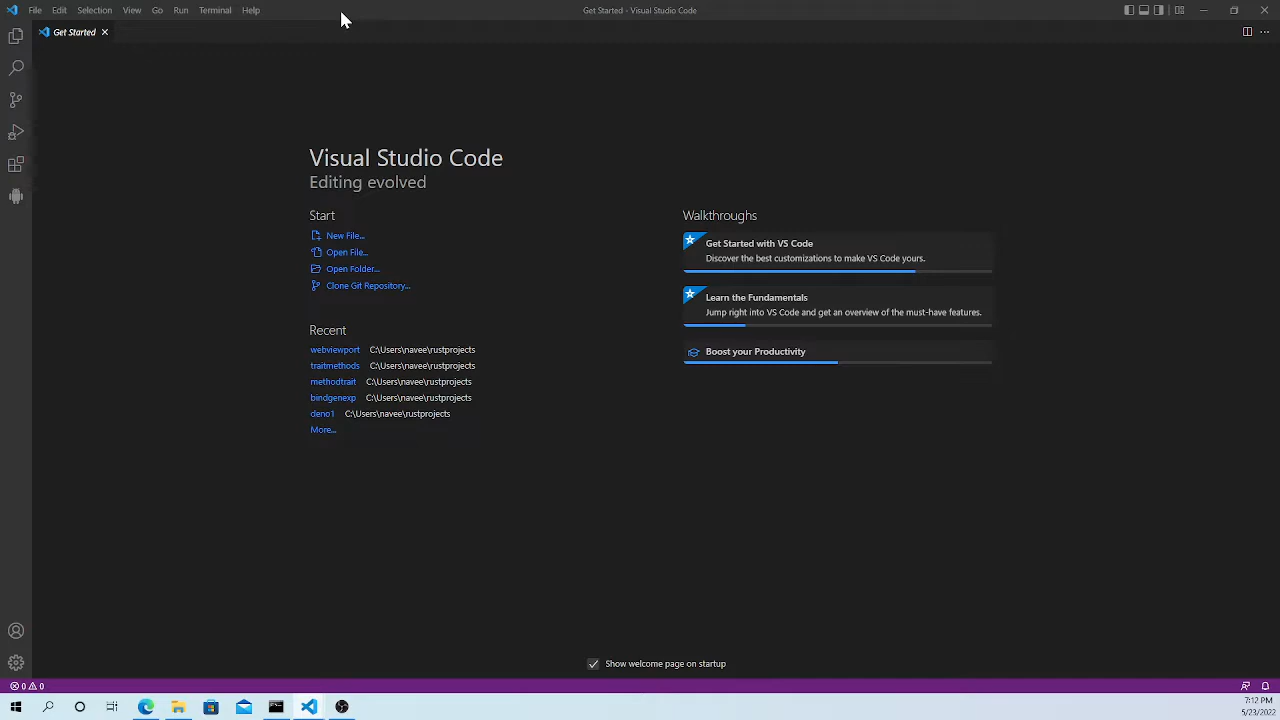 File Edit Selection View Go Run Terminal Help Get Started - Visual Studio Code
Get Started
Visual Studio Code
Editing evolved
Start
New File...
Open File...
Open Folder...
Clone Git Repository...
Recent
webviewport C:\Users\navee\rustprojects
traitmethods C:\Users\navee\rustprojects
methodtrait C:\Users\navee\rustprojects
bindgenexp C:\Users\navee\rustprojects
deno1 C:\Users\navee\rustprojects
More...
Walkthroughs
Get Started with VS Code
Discover the best customizations to make VS Code yours.
Learn the Fundamentals
Jump right into VS Code and get an overview of the must-have features.
Boost your Productivity
Show welcome page on startup
0 0
7:12 PM
5/23/2022